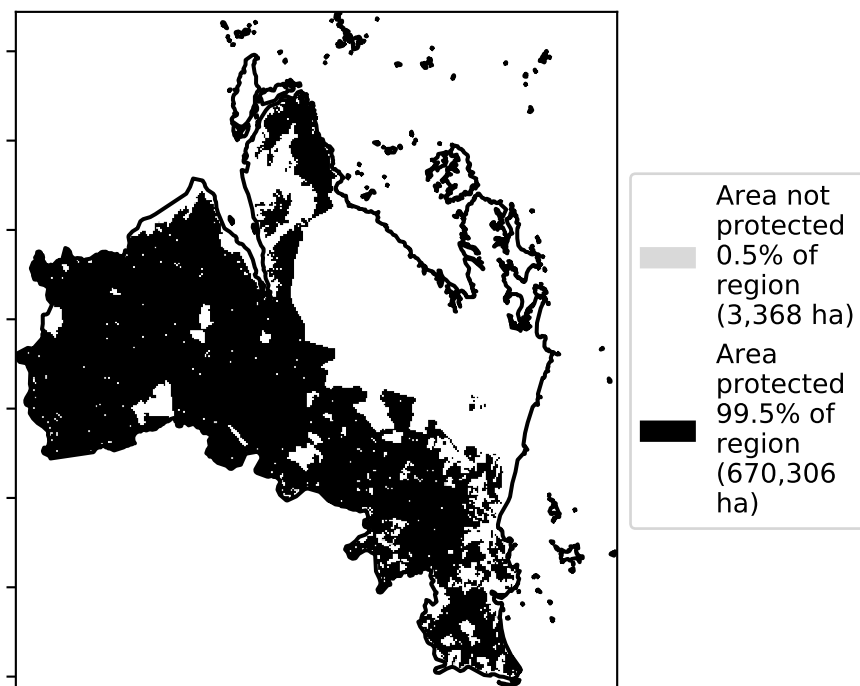 Area not
protected
0.5% of
region
(3,368 ha)
Area
protected
99.5% of
region
(670,306
ha)